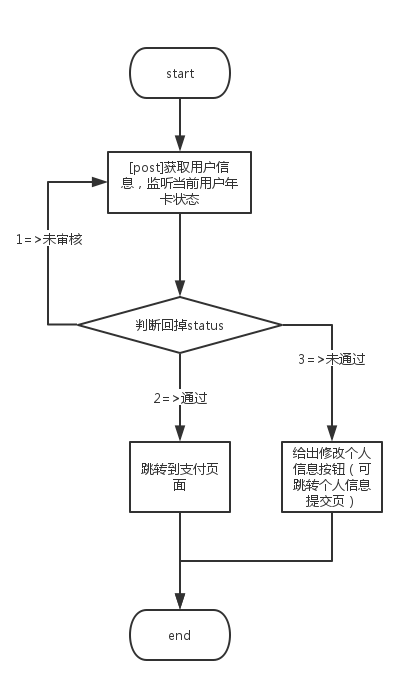 start
[post]获取用户信
息，监听当前用户年
卡状态
1=>未审核
判断回掉status
3=>未通过
2=>通过
跳转到支付页
面
给出修改个人
信息按钮（可
跳转个人信息
提交页）
end